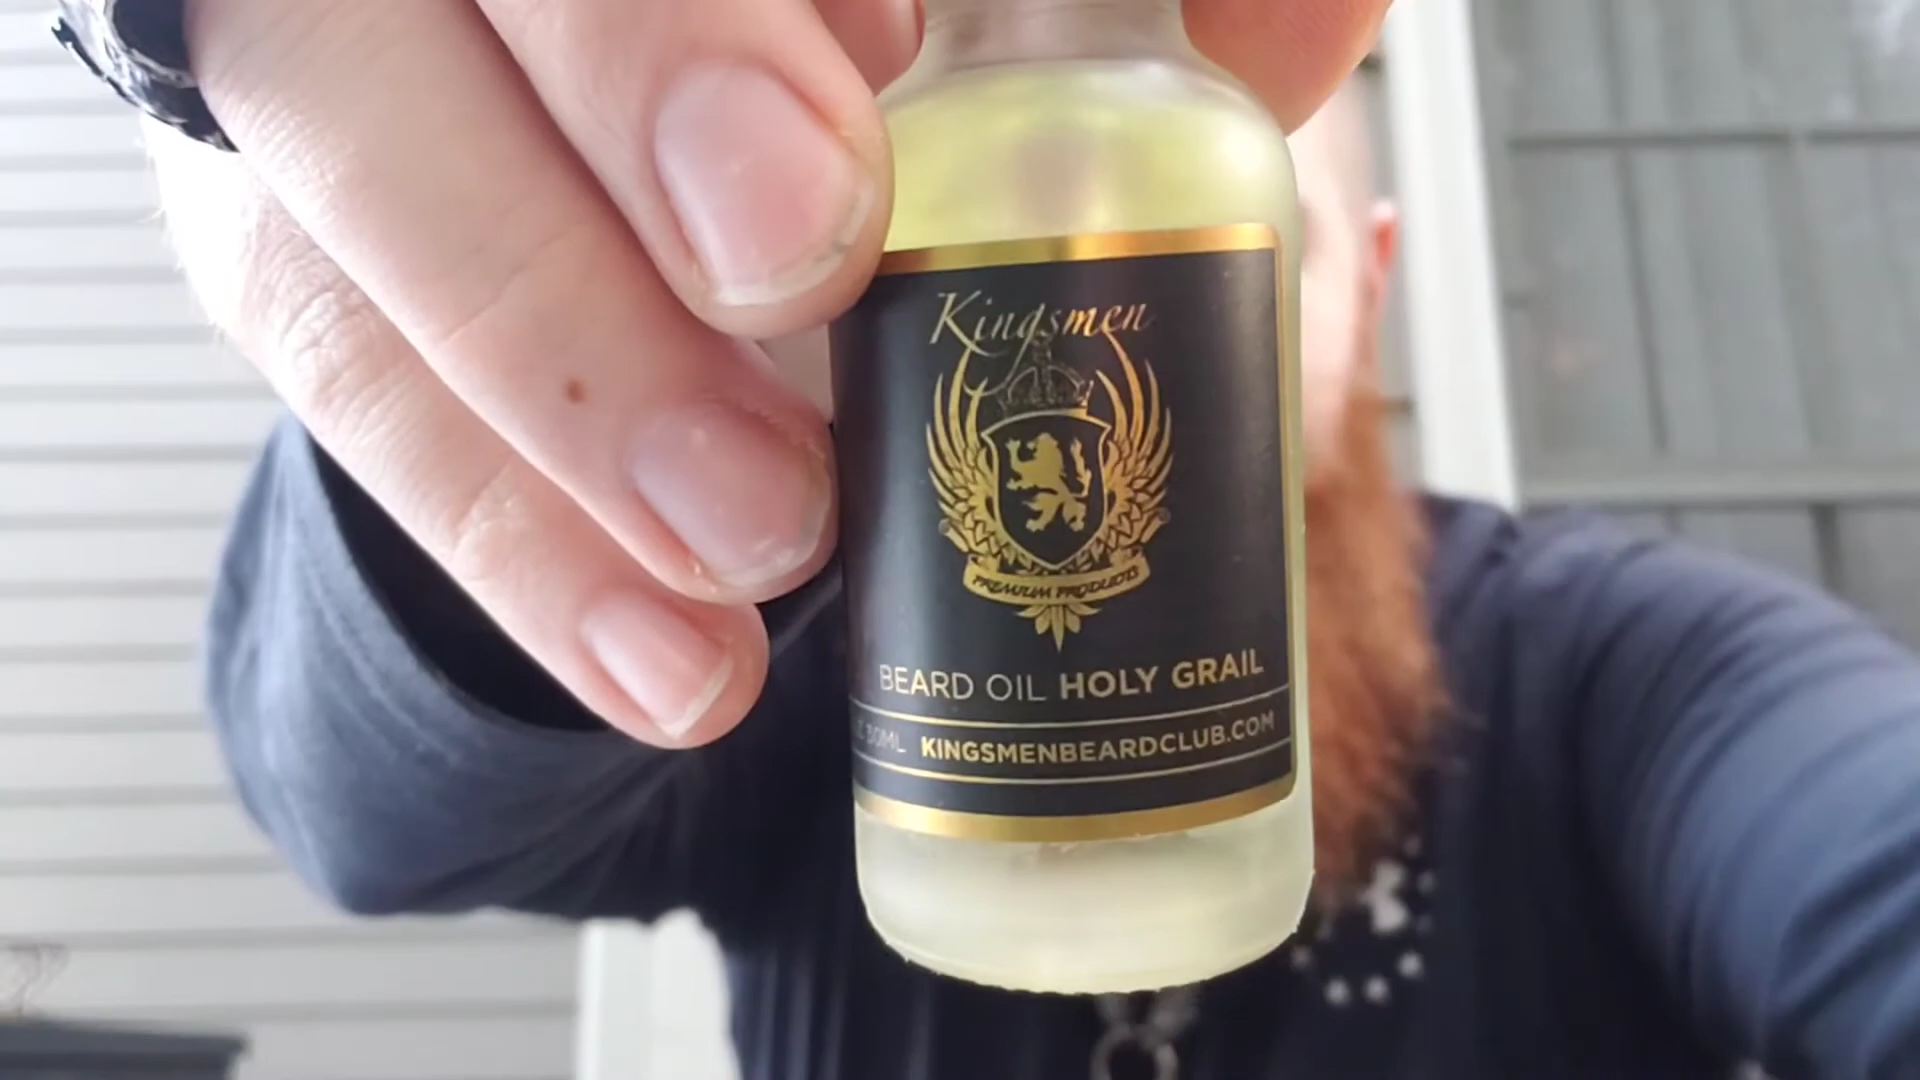 Kingsmen
PREMIUM PRODUCTS
BEARD OIL HOLY GRAIL
30ML KINGSMENBEARDCLUB.COM